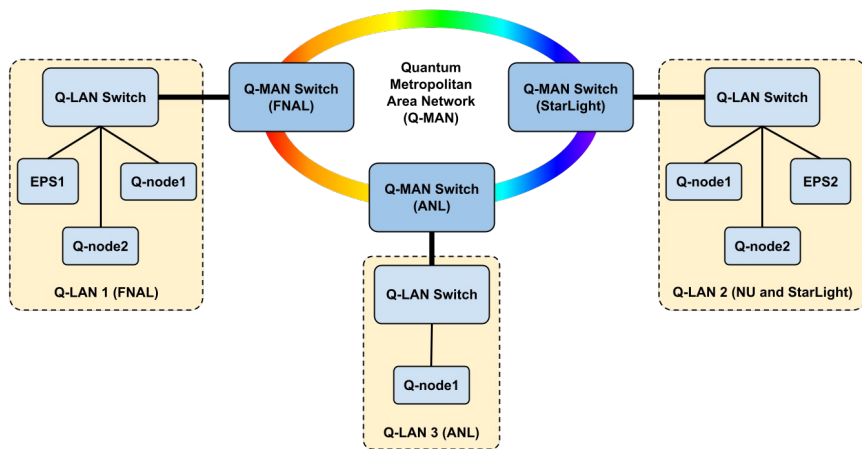 Quantum
Metropolitan
Area Network
(Q-MAN)
Q-LAN Switch
Q-MAN Switch
(FNAL)
Q-MAN Switch
(StarLight)
Q-LAN Switch
EPS1
Q-node1
Q-node2
Q-LAN 1 (FNAL)
Q-MAN Switch
(ANL)
Q-node1
EPS2
Q-node2
Q-LAN 2 (NU and StarLight)
Q-LAN Switch
Q-node1
Q-LAN 3 (ANL)